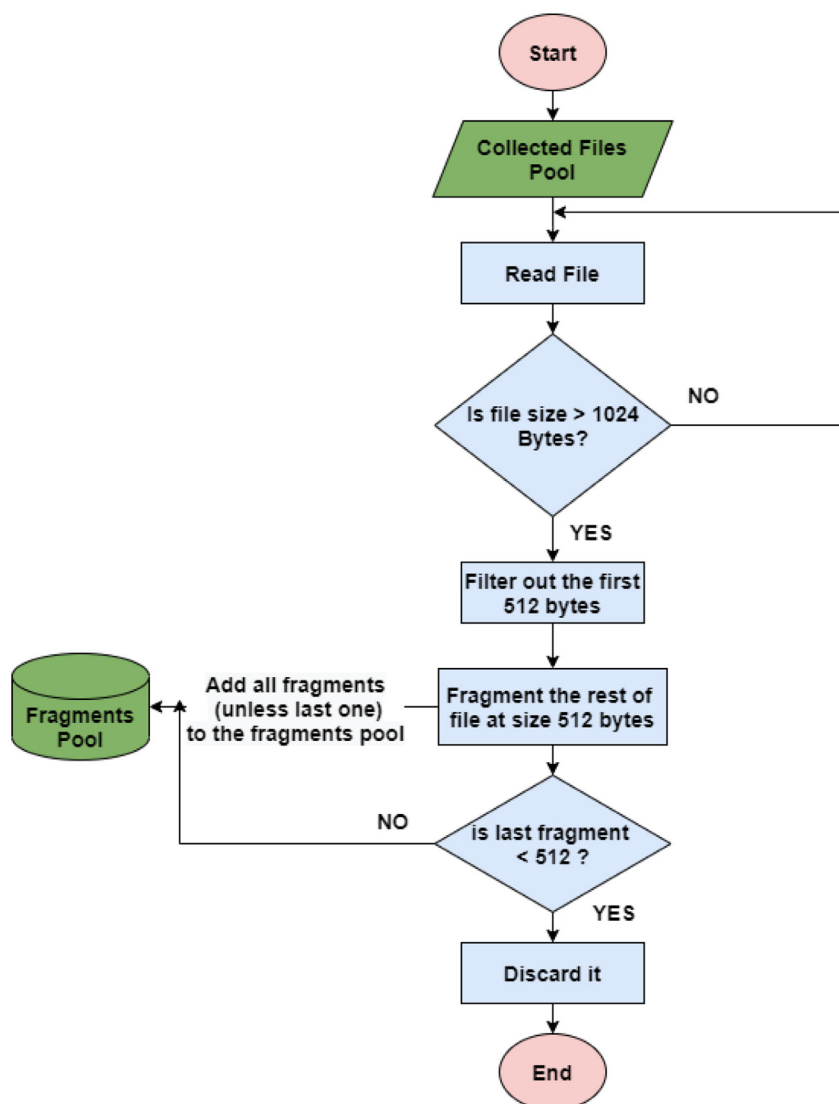 Start
Collected Files
Pool
Read File
Is file size > 1024
Bytes?
NO
YES
Filter out the first
512 bytes
Fragment the rest of
file at size 512 bytes
Add all fragments
(unless last one)
to the fragments pool
Fragments
Pool
is last fragment
< 512 ?
NO
YES
Discard it
End